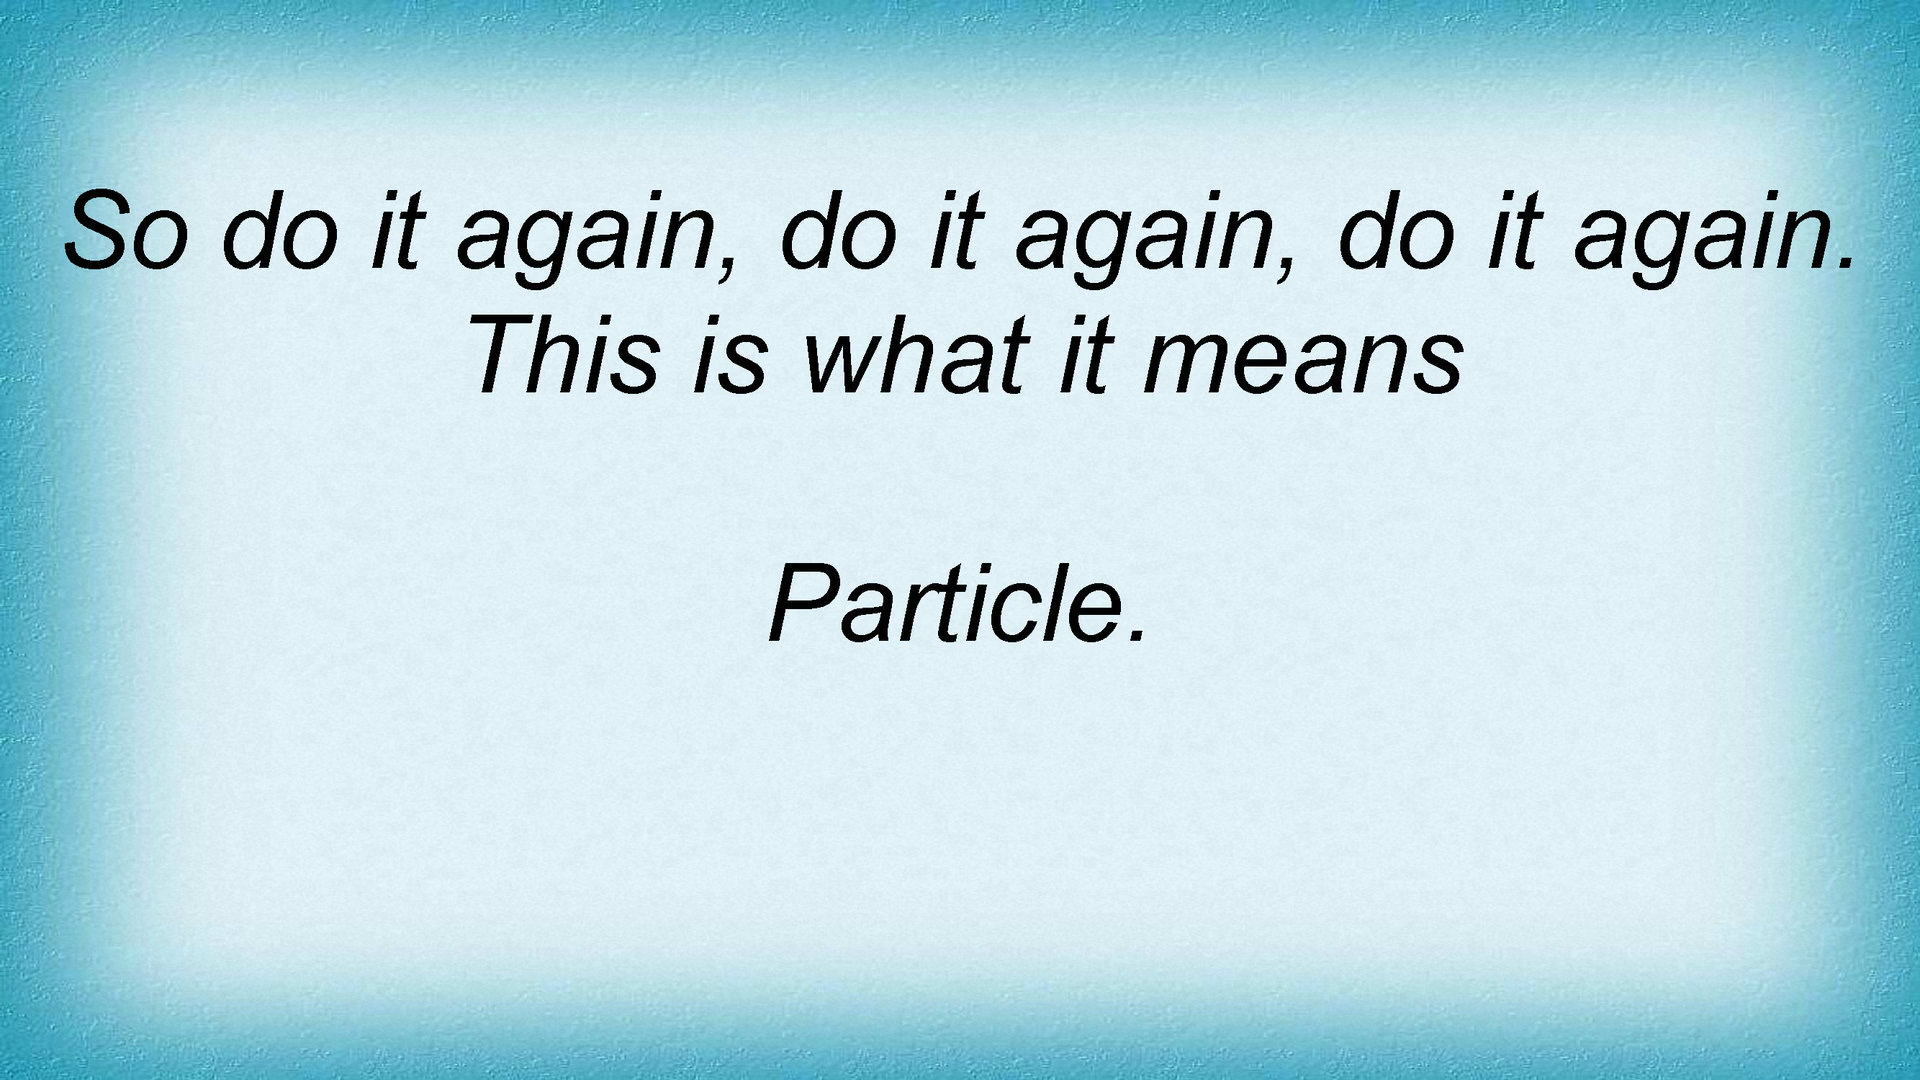 So do it again, do it again, do it again.
This is what it means
Particle.